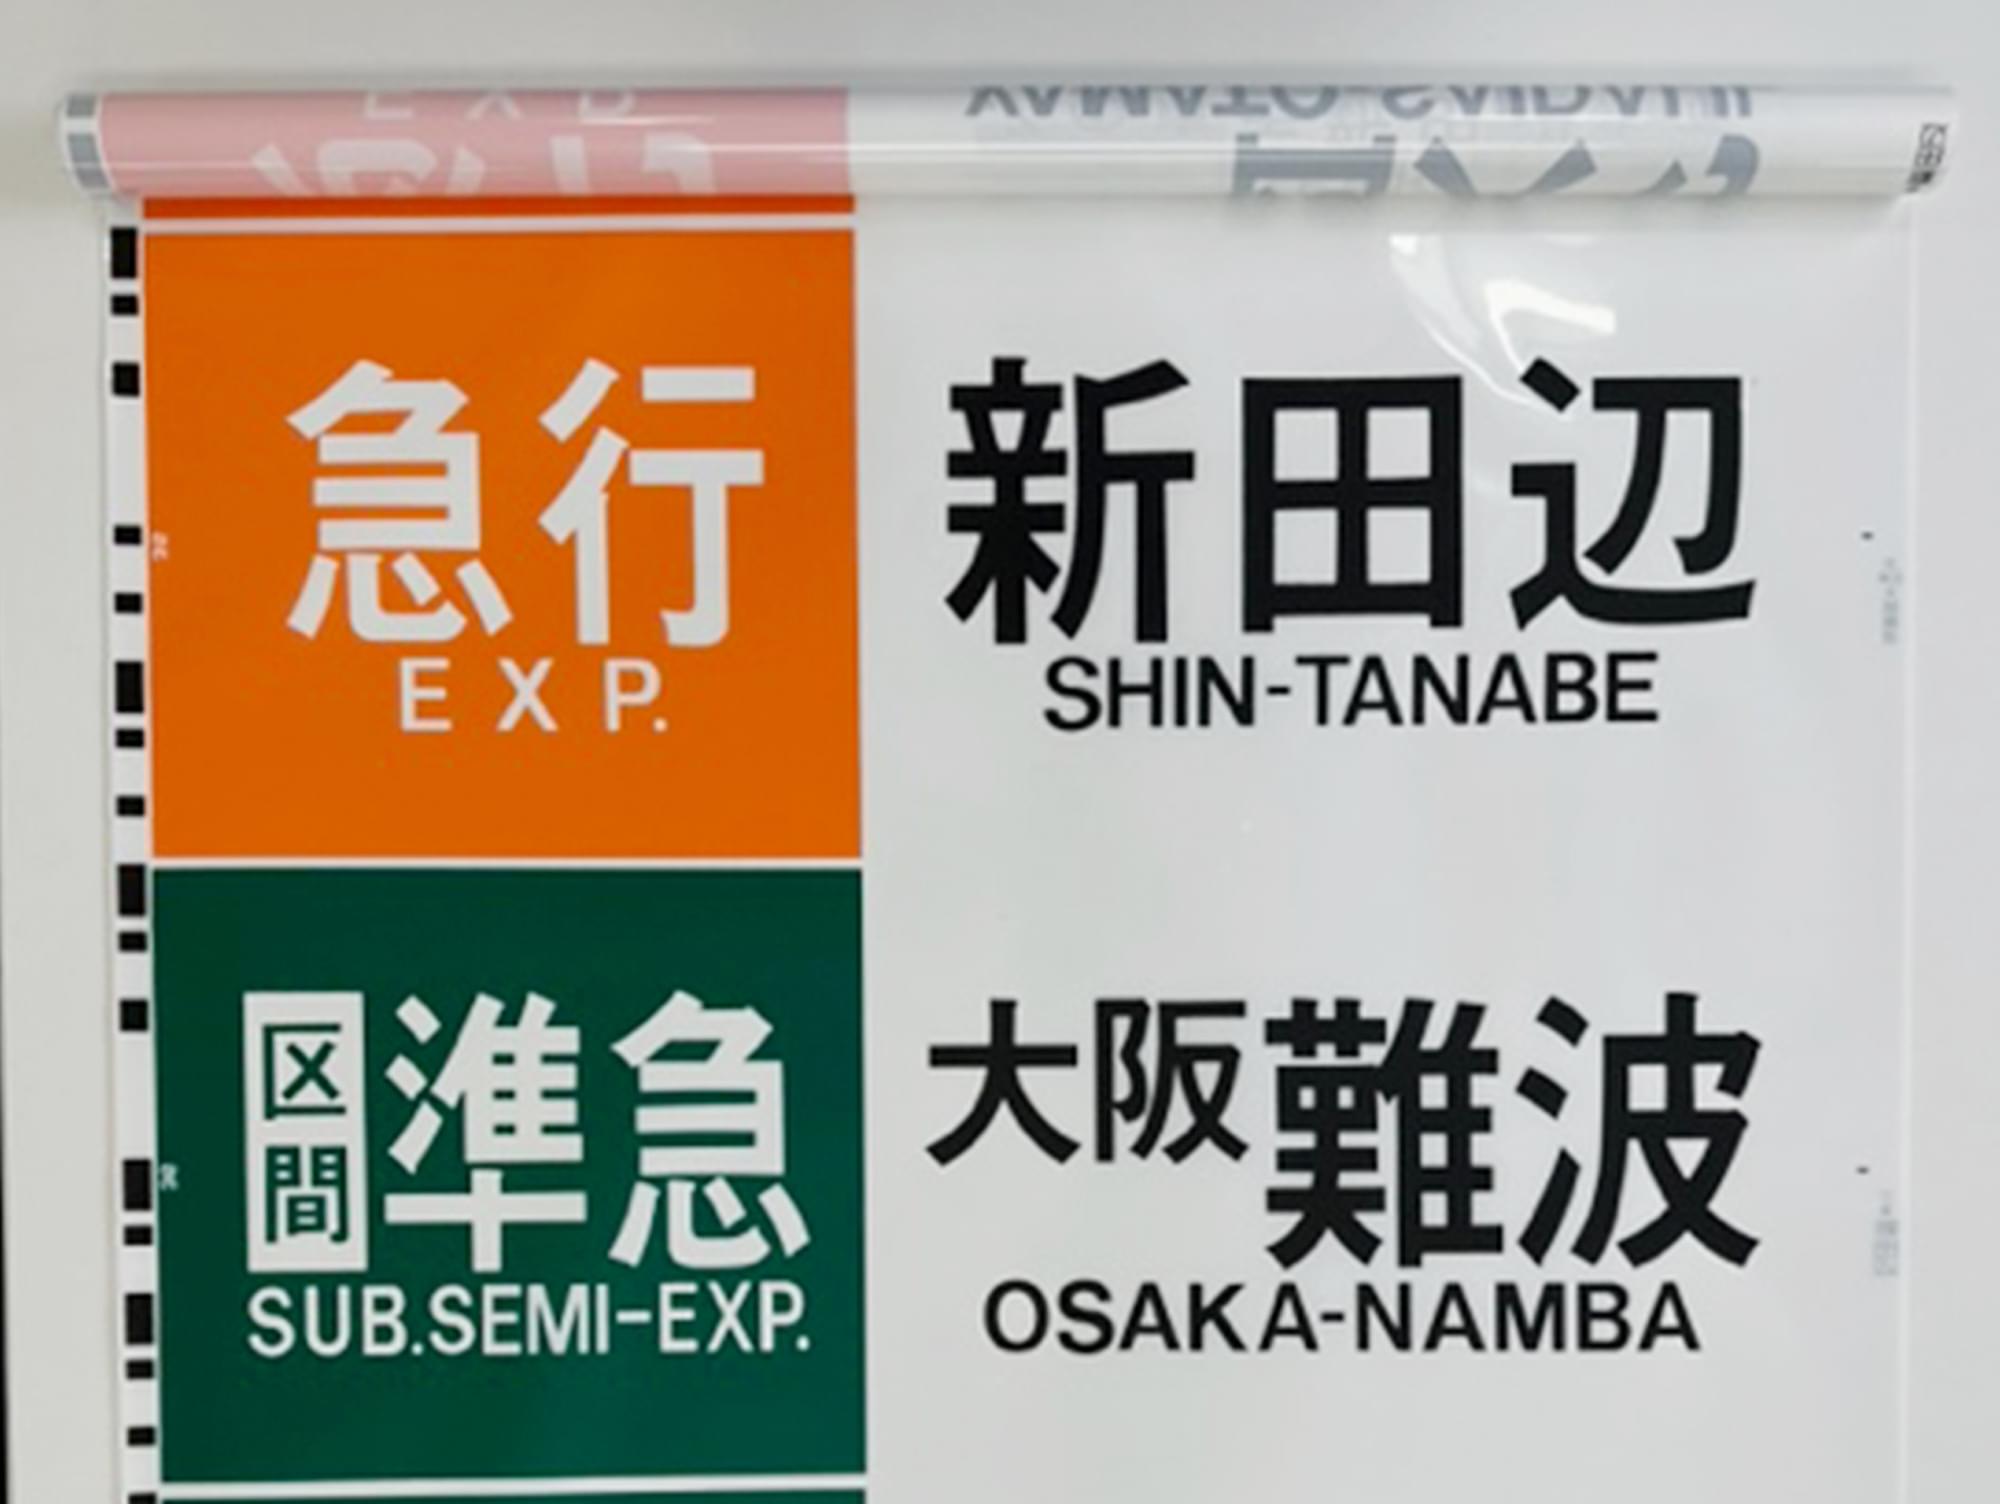 急行
EXP.
新田辺
SHIN-TANABE
区間準急
SUB.SEMI-EXP.
大阪難波
OSAKA-NAMBA